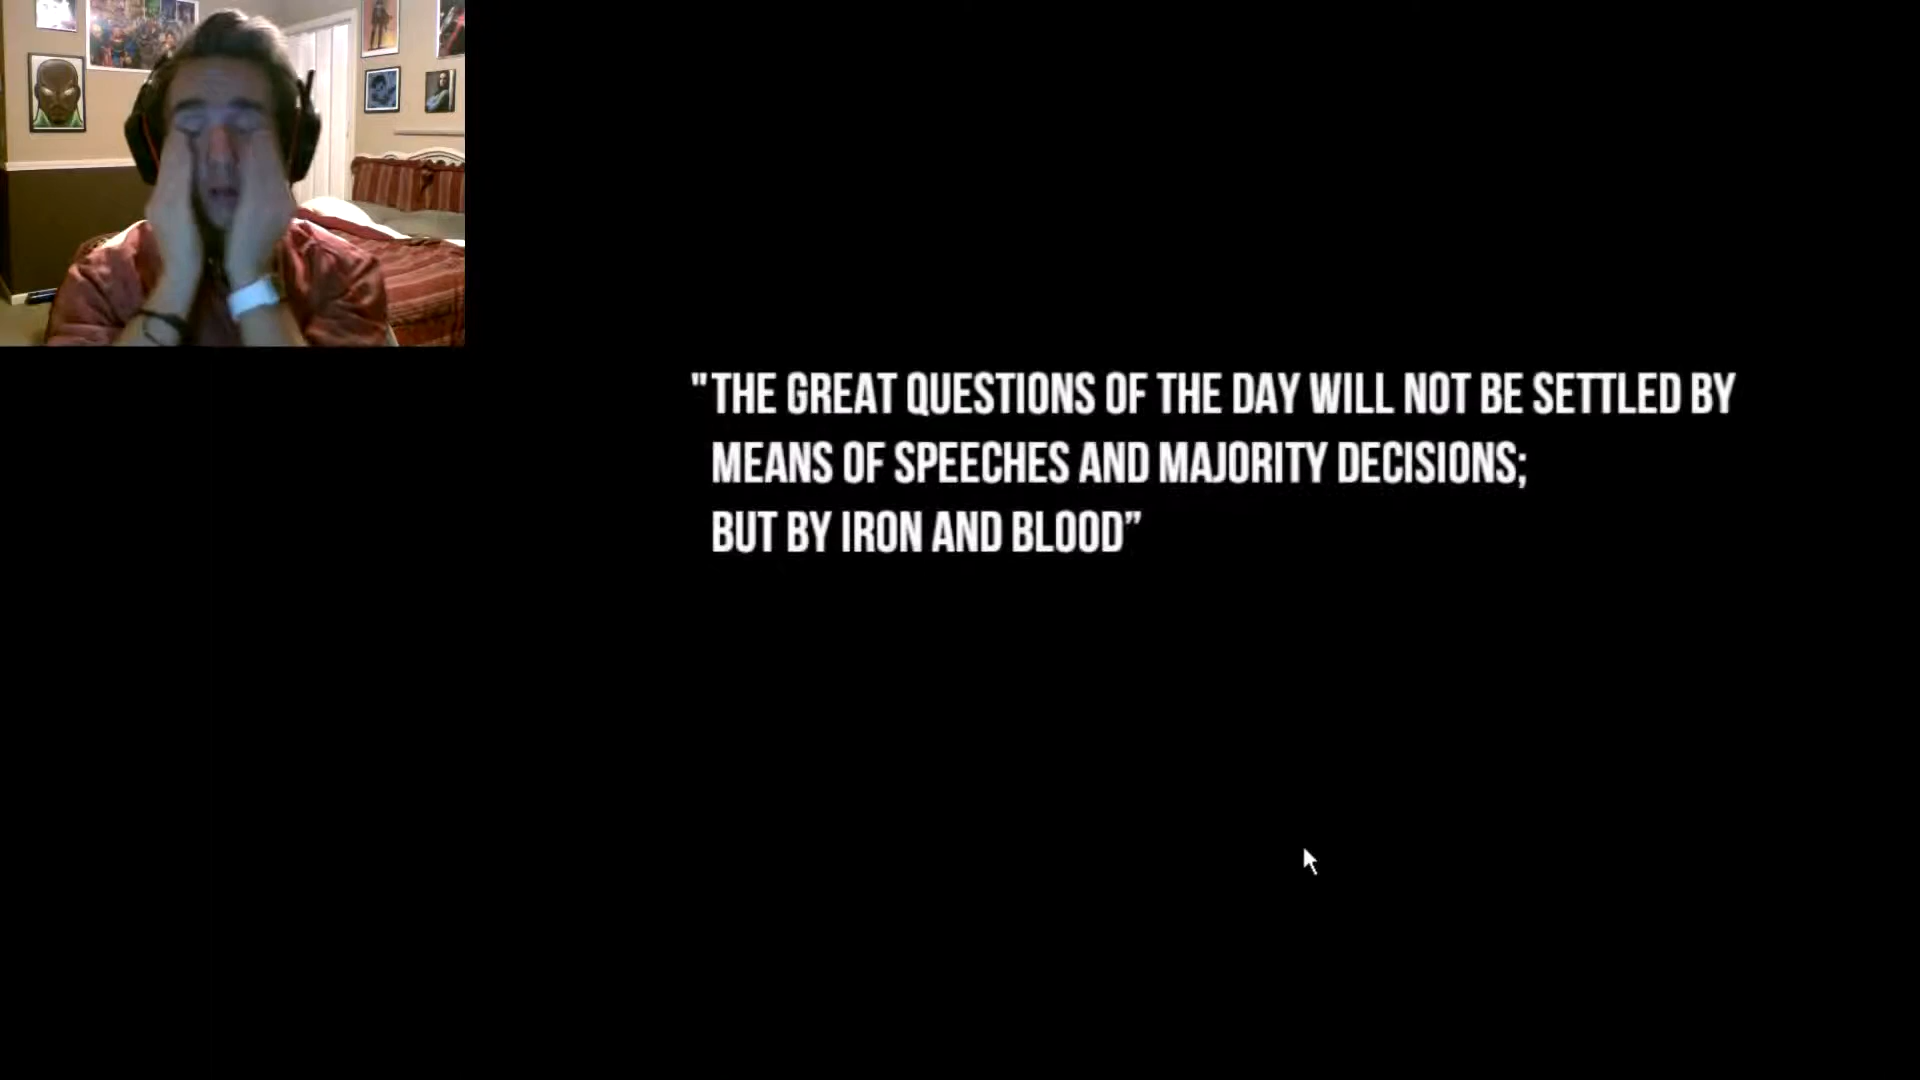 "THE GREAT QUESTIONS OF THE DAY WILL NOT BE SETTLED BY
MEANS OF SPEECHES AND MAJORITY DECISIONS;
BUT BY IRON AND BLOOD”